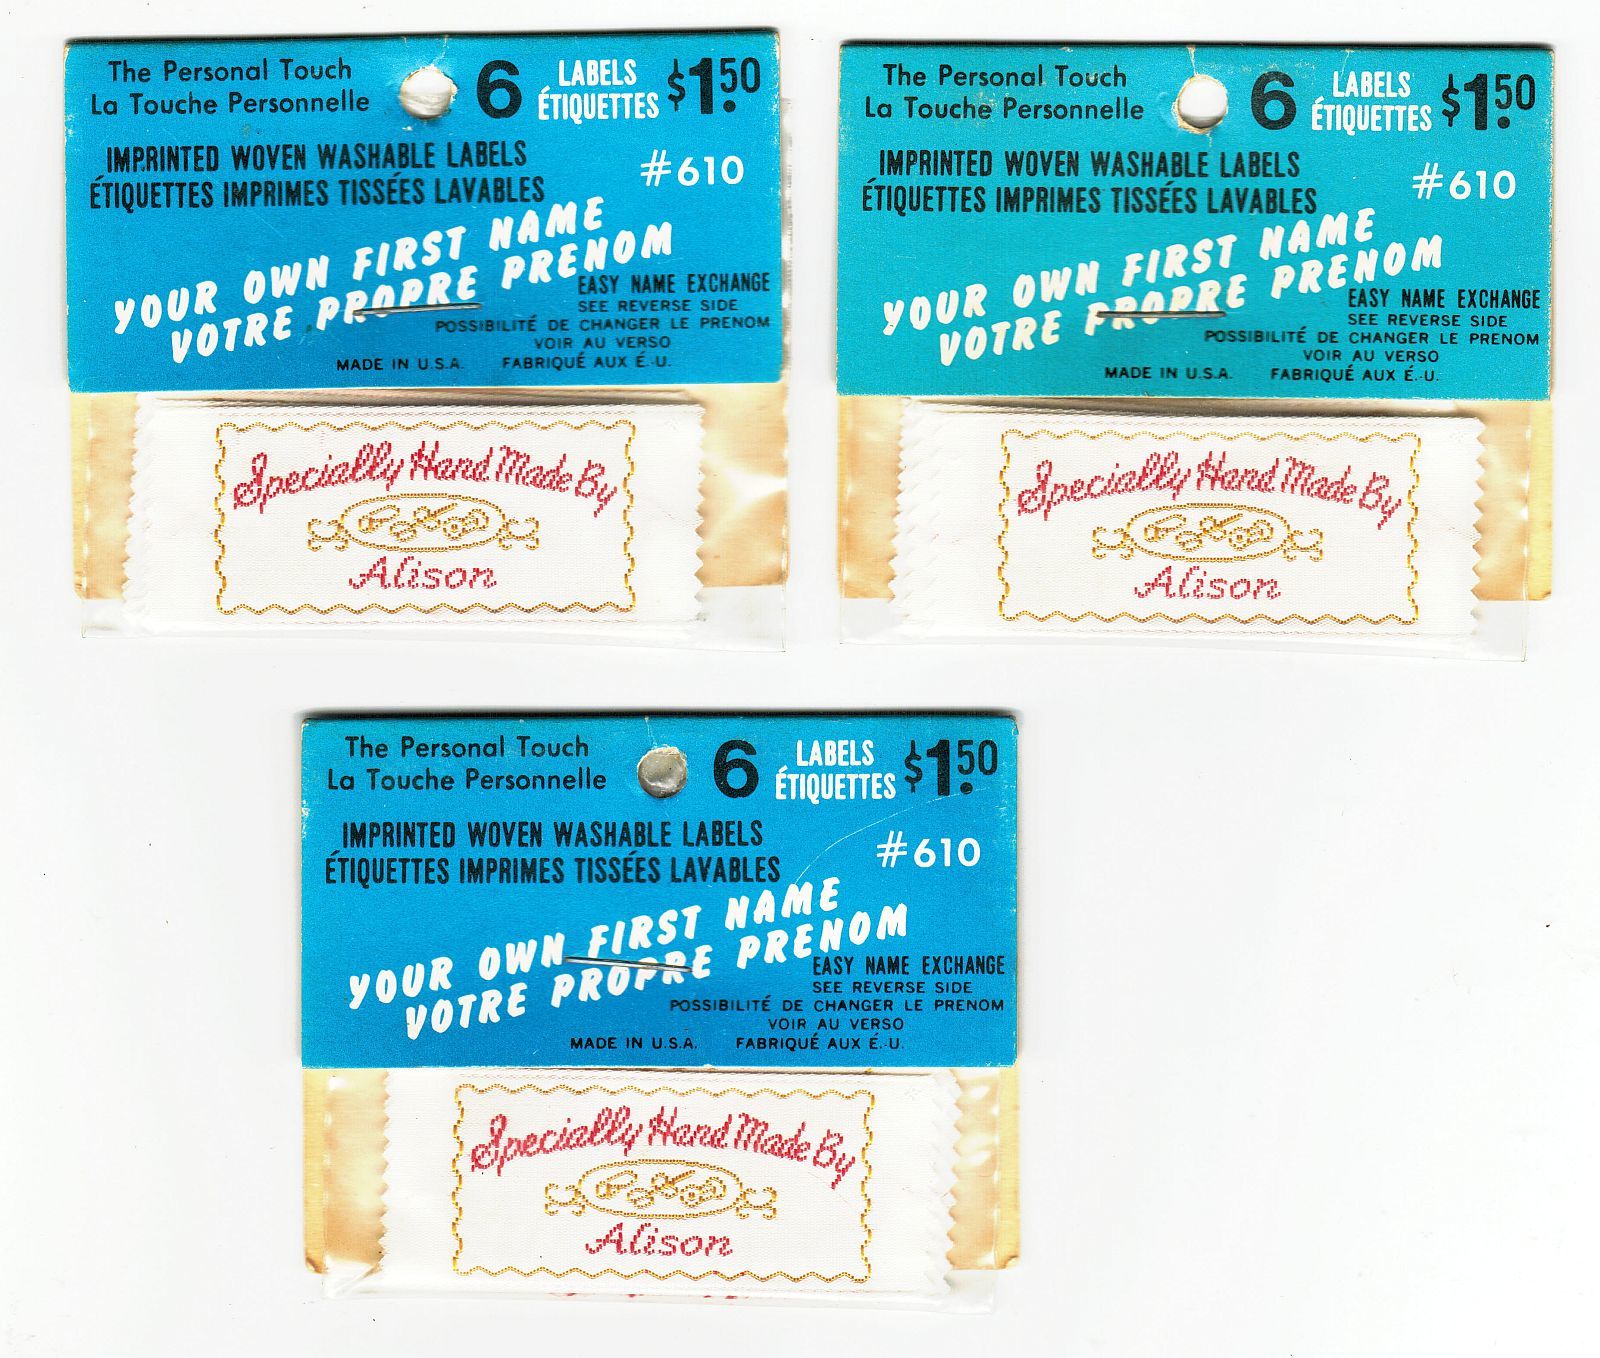 The Personal Touch
La Touche Personnelle
6 LABELS ÉTIQUETTES $1.50
IMPRINTED WOVEN WASHABLE LABELS
ÉTIQUETTES IMPRIMES TISSÉES LAVABLES
#610
YOUR OWN FIRST NAME
VOTRE PROPRE PRENOM
EASY NAME EXCHANGE
SEE REVERSE SIDE
POSSIBILITÉ DE CHANGER LE PRENOM
VOIR AU VERSO
MADE IN U.S.A. FABRIQUÉ AUX É.-U.
Specially Hand Made By
Alison
The Personal Touch
La Touche Personnelle
6 LABELS ÉTIQUETTES $1.50
IMPRINTED WOVEN WASHABLE LABELS
ÉTIQUETTES IMPRIMES TISSÉES LAVABLES
#610
YOUR OWN FIRST NAME
VOTRE PROPRE PRENOM
EASY NAME EXCHANGE
SEE REVERSE SIDE
POSSIBILITÉ DE CHANGER LE PRENOM
VOIR AU VERSO
MADE IN U.S.A. FABRIQUÉ AUX É.-U.
Specially Hand Made By
Alison
The Personal Touch
La Touche Personnelle
6 LABELS ÉTIQUETTES $1.50
IMPRINTED WOVEN WASHABLE LABELS
ÉTIQUETTES IMPRIMES TISSÉES LAVABLES
#610
YOUR OWN FIRST NAME
VOTRE PROPRE PRENOM
EASY NAME EXCHANGE
SEE REVERSE SIDE
POSSIBILITÉ DE CHANGER LE PRENOM
VOIR AU VERSO
MADE IN U.S.A. FABRIQUÉ AUX É.-U.
Specially Hand Made By
Alison